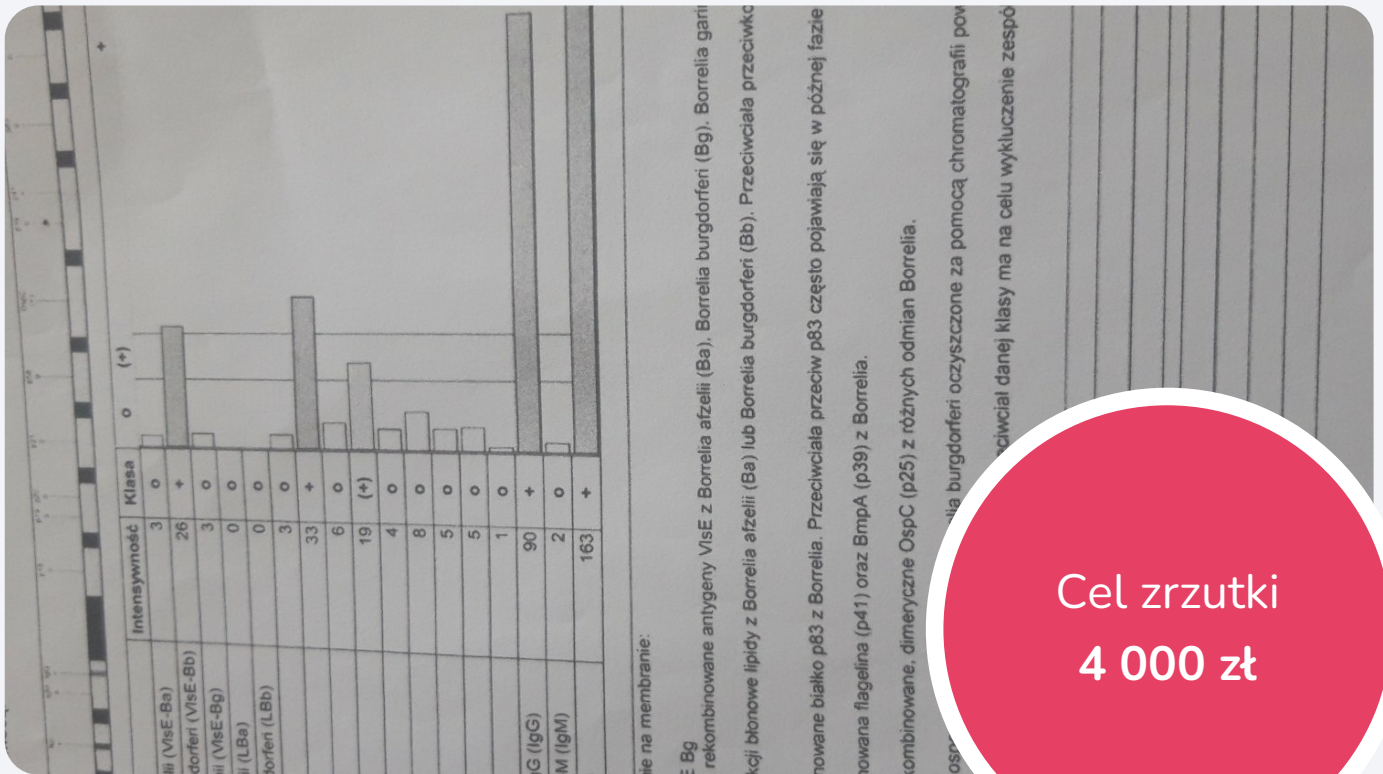 Intensywność Klasa o (+) +
(VlsE-Ba) 3 o
dorferi (VlsE-Bb) 26 +
(VlsE-Bg) 3 o
(LBa) 0 o
dorferi (LBb) 0 o
3 o
33 +
6 o
19 (+)
4 o
8 o
5 o
5 o
1 o
G (IgG) 90 +
M (IgM) 2 o
163 +
ie na membranie:
E Bg
rekombinowane antygeny VlsE z Borrelia afzelii (Ba), Borrelia burgdorferi (Bg), Borrelia gari
kcji błonowe lipidy z Borrelia afzelii (Ba) lub Borrelia burgdorferi (Bb). Przeciwciała przeciwko
nowane białko p83 z Borrelia. Przeciwciała przeciw p83 często pojawiają się w późnej fazie
nowana flagelina (p41) oraz BmpA (p39) z Borrelia.
kombinowane, dimeryczne OspC (p25) z różnych odmian Borrelia.
lia burgdorferi oczyszczone za pomocą chromatografii pow
ciwciał danej klasy ma na celu wykluczenie zespó
Cel zrzutki
4 000 zł